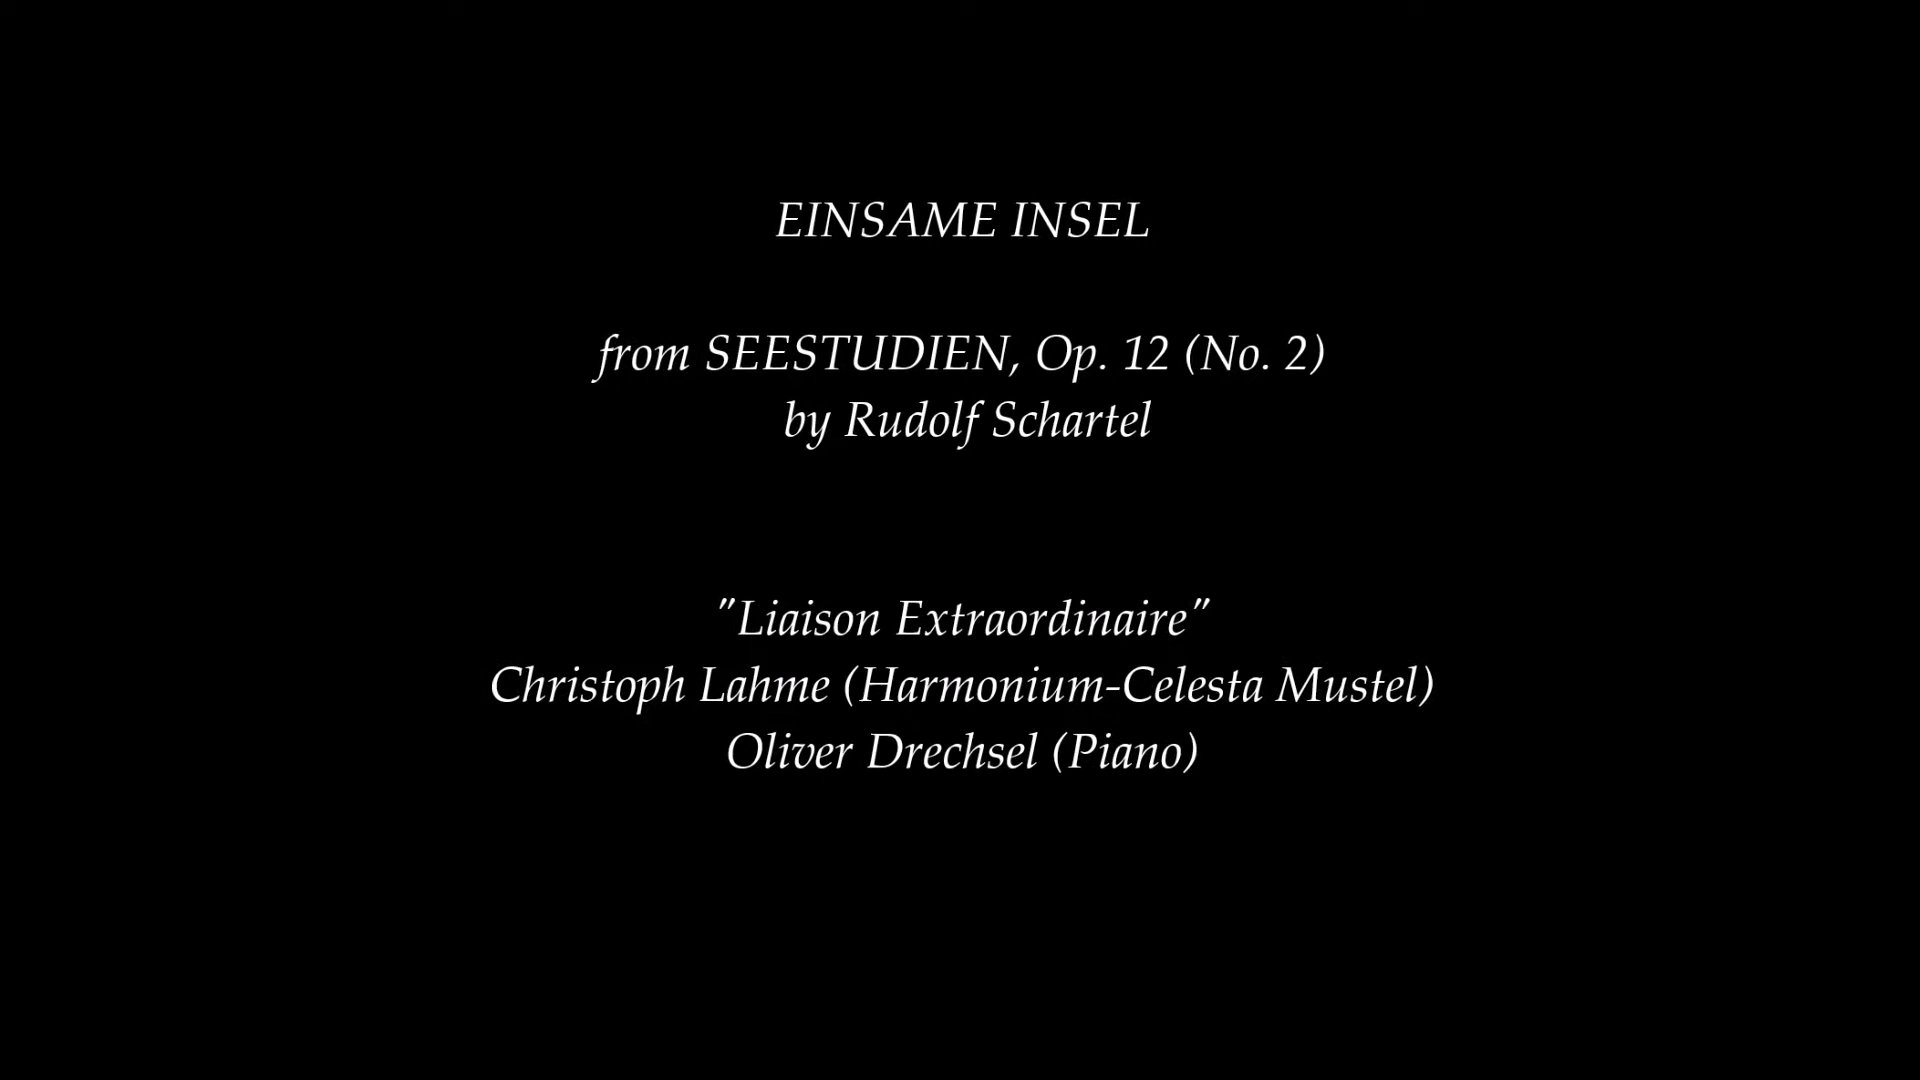 EINSAME INSEL
from SEESTUDIEN, Op. 12 (No. 2)
by Rudolf Schartel
"Liaison Extraordinaire"
Christoph Lahme (Harmonium-Celesta Mustel)
Oliver Drechsel (Piano)